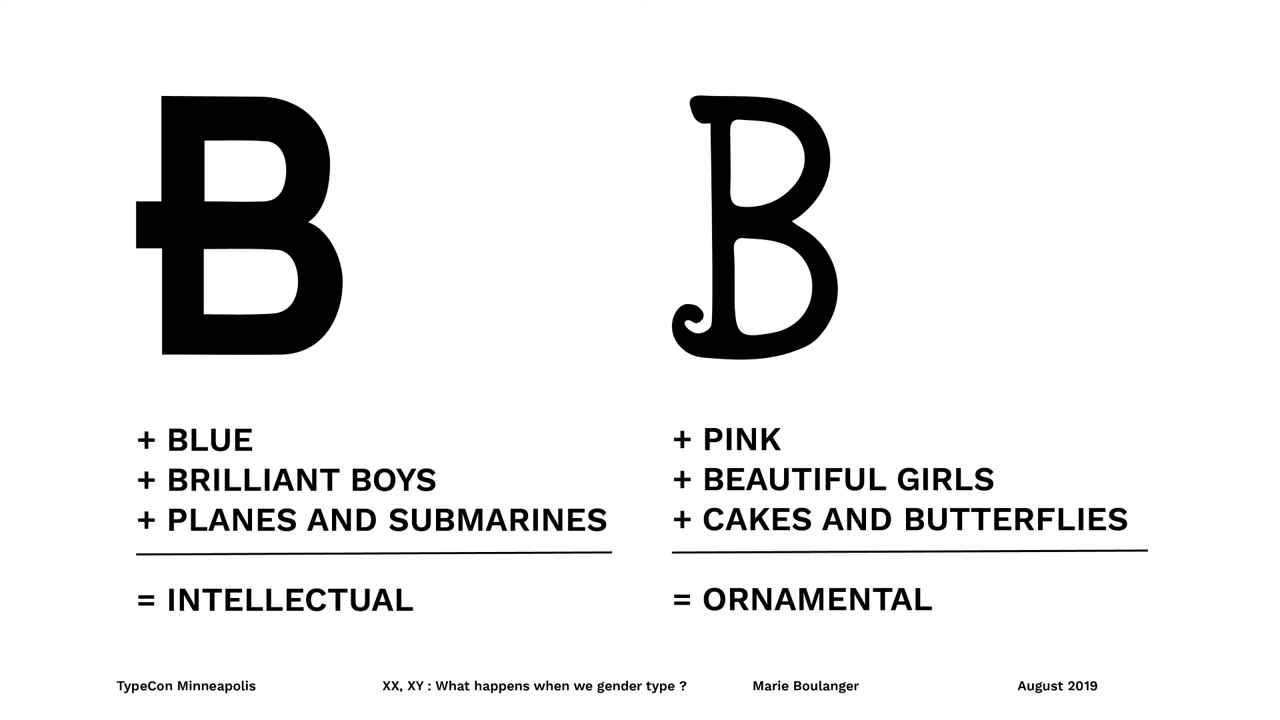 B
B
+ BLUE
+ BRILLIANT BOYS
+ PLANES AND SUBMARINES
= INTELLECTUAL
+ PINK
+ BEAUTIFUL GIRLS
+ CAKES AND BUTTERFLIES
= ORNAMENTAL
TypeCon Minneapolis
XX, XY : What happens when we gender type ?
Marie Boulanger
August 2019